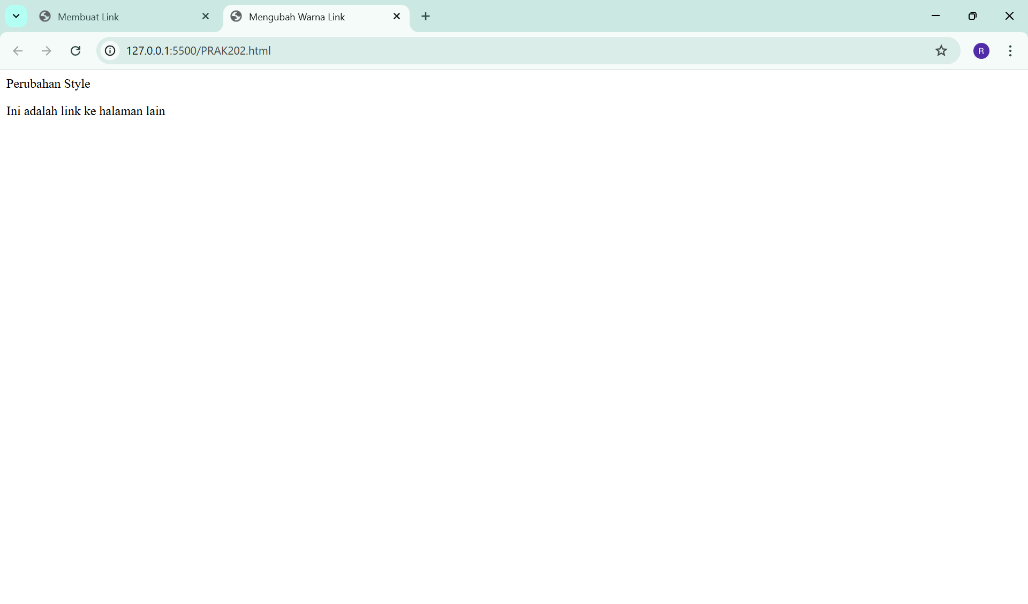 Membuat Link
Mengubah Warna Link
127.0.0.1:5500/PRAK202.html
R
Perubahan Style
Ini adalah link ke halaman lain